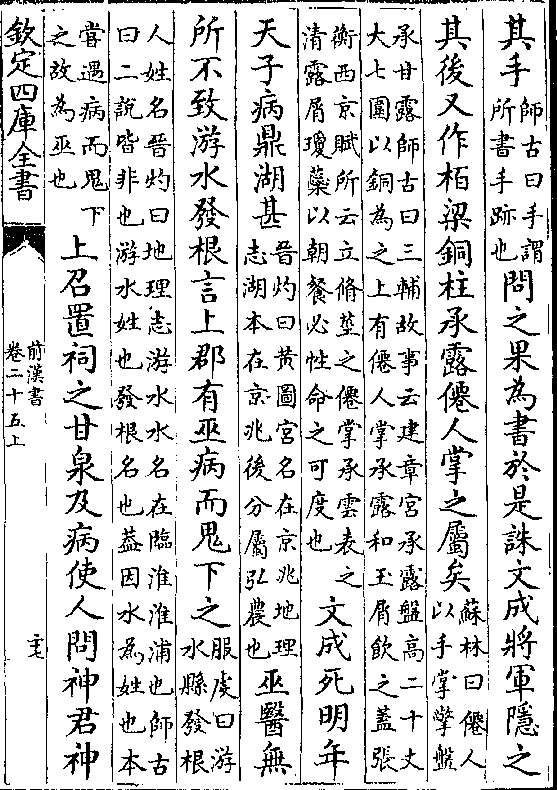 其手師古曰手謂所書手跡也問之果為書於是誅文成將軍隱之
其後又作栢梁銅柱承露僊人掌之屬矣蘇林曰僊人以手掌擎盤
承甘露師古曰三輔故事云建章宮承露盤高二十丈大七圍以銅為之上有僊人掌承露和玉屑飲之蓋張
衡西京賦所云立脩莖之僊掌承雲表之清露屑瓊蘂以朝餐必性命之可度也文成死明年
天子病鼎湖甚晉灼曰黃圖宮名在京兆地理志湖本在京兆後分屬弘農也巫醫無
所不致游水發根言上郡有巫病而鬼下之服虔曰游水縣發根
人姓名晉灼曰地理志游水水名在臨淮淮浦也師古曰二說皆非也游水姓也發根名也葢因水為姓也本
嘗遇病而鬼下之故為巫也上召置祠之甘泉及病使人問神君神
欽定四庫全書
前漢書
卷二十五上
主